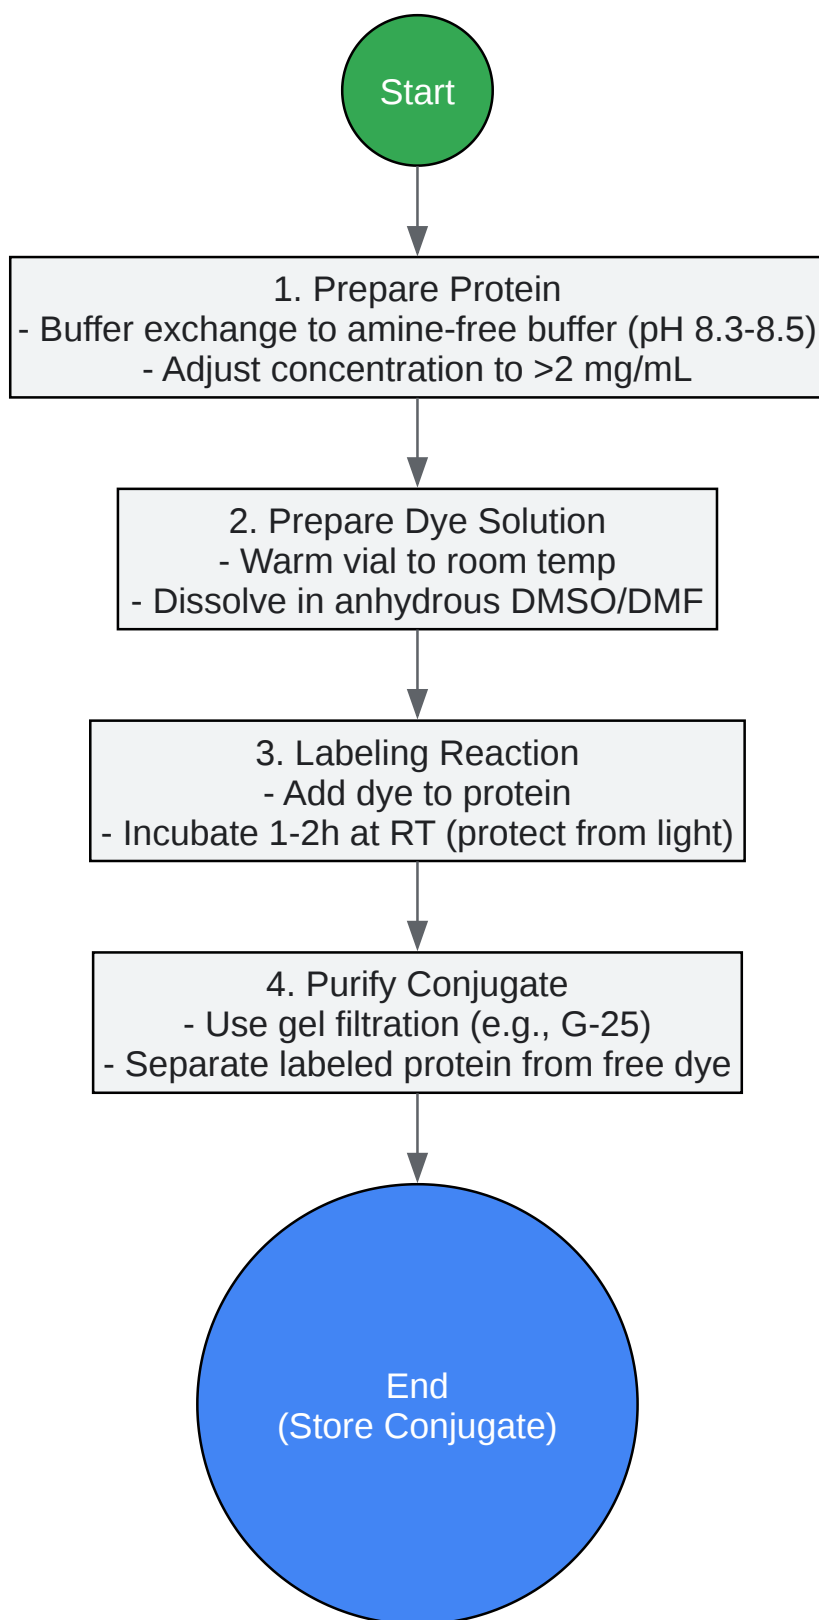 Start
1. Prepare Protein
- Buffer exchange to amine-free buffer (pH 8.3-8.5)
- Adjust concentration to >2 mg/mL
2. Prepare Dye Solution
- Warm vial to room temp
- Dissolve in anhydrous DMSO/DMF
3. Labeling Reaction
- Add dye to protein
- Incubate 1-2h at RT (protect from light)
4. Purify Conjugate
- Use gel filtration (e.g., G-25)
- Separate labeled protein from free dye
End
(Store Conjugate)